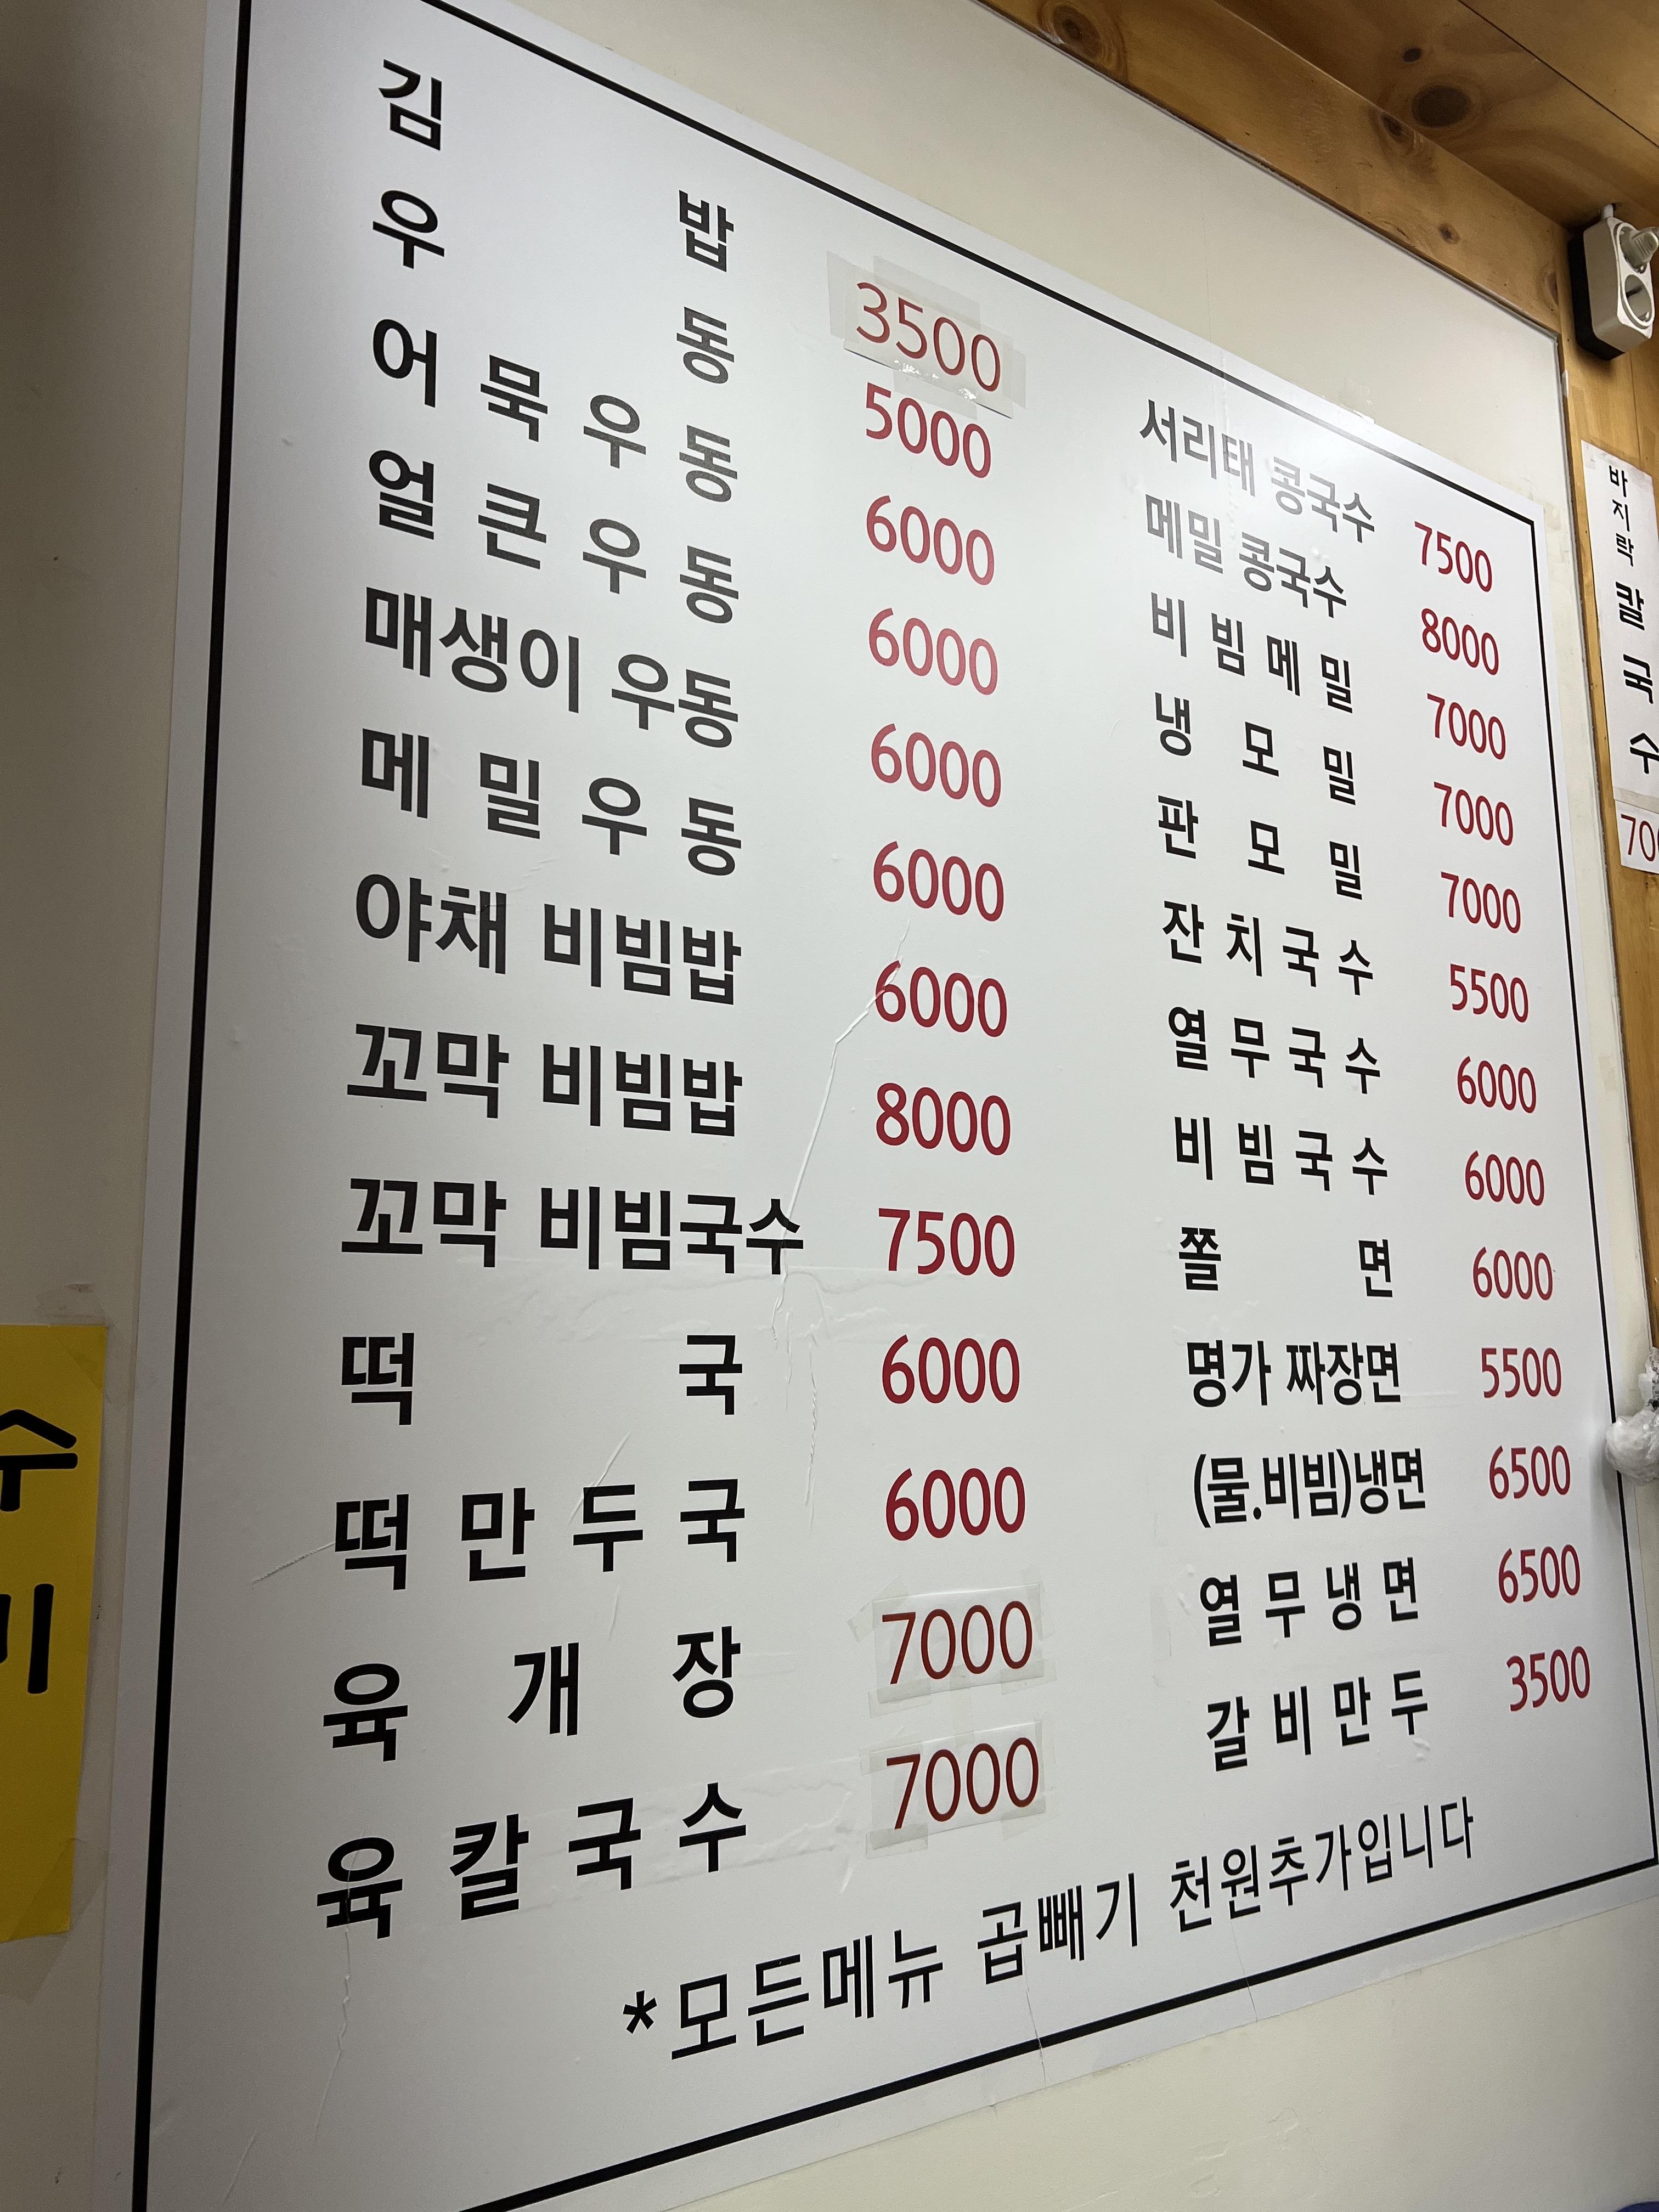 김 밥 3500
우 동 5000
어묵우동 6000
얼큰우동 6000
매생이 우동 6000
메밀우동 6000
야채 비빔밥 6000
꼬막 비빔밥 8000
꼬막 비빔국수 7500
떡 국 6000
떡만두국 6000
육개장 7000
육칼국수 7000
서리태 콩국수 7500
메밀 콩국수 8000
비빔메밀 7000
냉모밀 7000
판모밀 7000
잔치국수 5500
열무국수 6000
비빔국수 6000
쫄 면 6000
명가 짜장면 5500
(물.비빔)냉면 6500
열무냉면 6500
갈비만두 3500
*모든메뉴 곱빼기 천원추가입니다
바지락칼국수
수